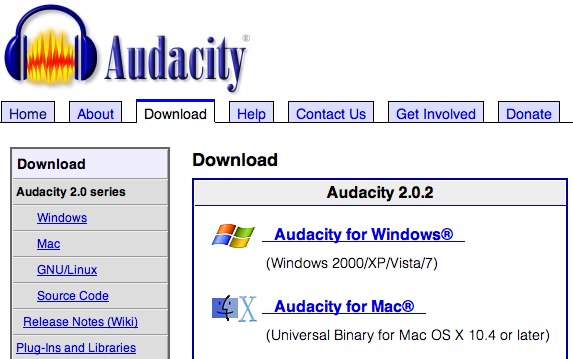 Audacity®
Home About Download Help Contact Us Get Involved Donate
Download
Audacity 2.0 series
Windows
Mac
GNU/Linux
Source Code
Release Notes (Wiki)
Plug-Ins and Libraries
Download
Audacity 2.0.2
Audacity for Windows®
(Windows 2000/XP/Vista/7)
X
Audacity for Mac®
(Universal Binary for Mac OS X 10.4 or later)